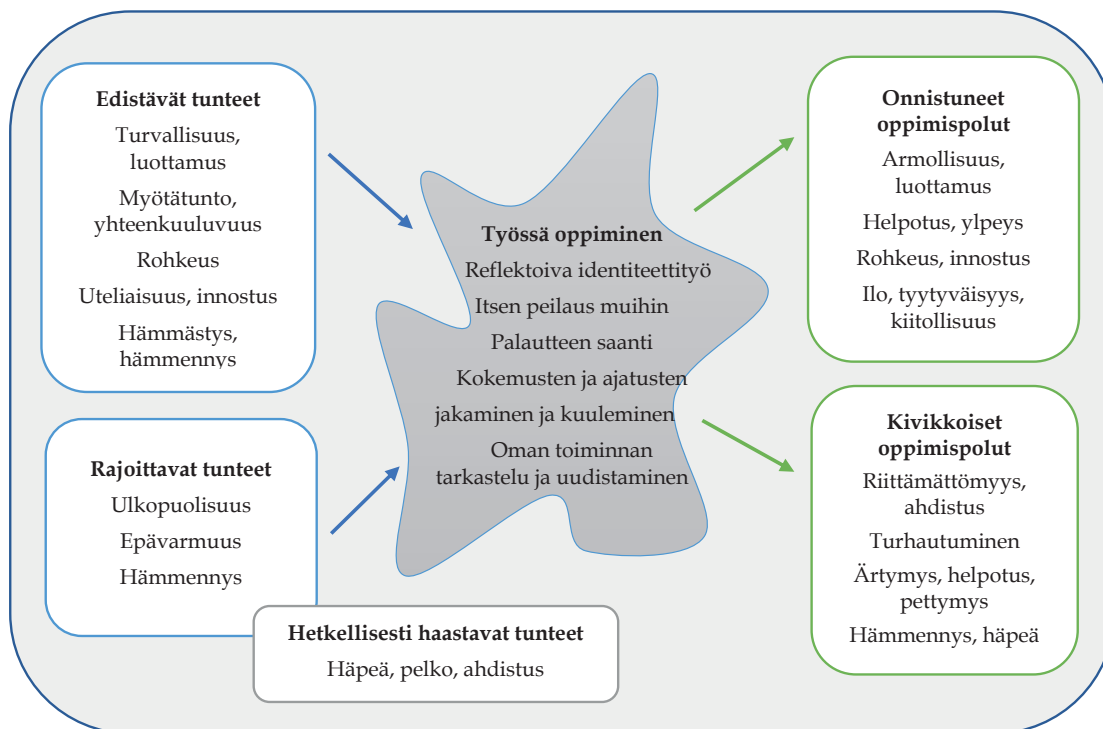 Edistävät tunteet
Turvallisuus,
luottamus
Myötätunto,
yhteenkuuluvuus
Rohkeus
Uteliaisuus, innostus
Hämmästys,
hämmennys
Rajoittavat tunteet
Ulkopuolisuus
Epävarmuus
Hämmennys
Hetkellisesti haastavat tunteet
Häpeä, pelko, ahdistus
Työssä oppiminen
Reflektoiva identiteettityö
Itsen peilaus muihin
Palautteen saanti
Kokemusten ja ajatusten
jakaminen ja kuuleminen
Oman toiminnan
tarkastelu ja uudistaminen
Onnistuneet
oppimispolut
Armollisuus,
luottamus
Helpotus, ylpeys
Rohkeus, innostus
Ilo, tyytyväisyys,
kiitollisuus
Kivikkoiset
oppimispolut
Riittämättömyys,
ahdistus
Turhautuminen
Ärtymys, helpotus,
pettymys
Hämmennys, häpeä